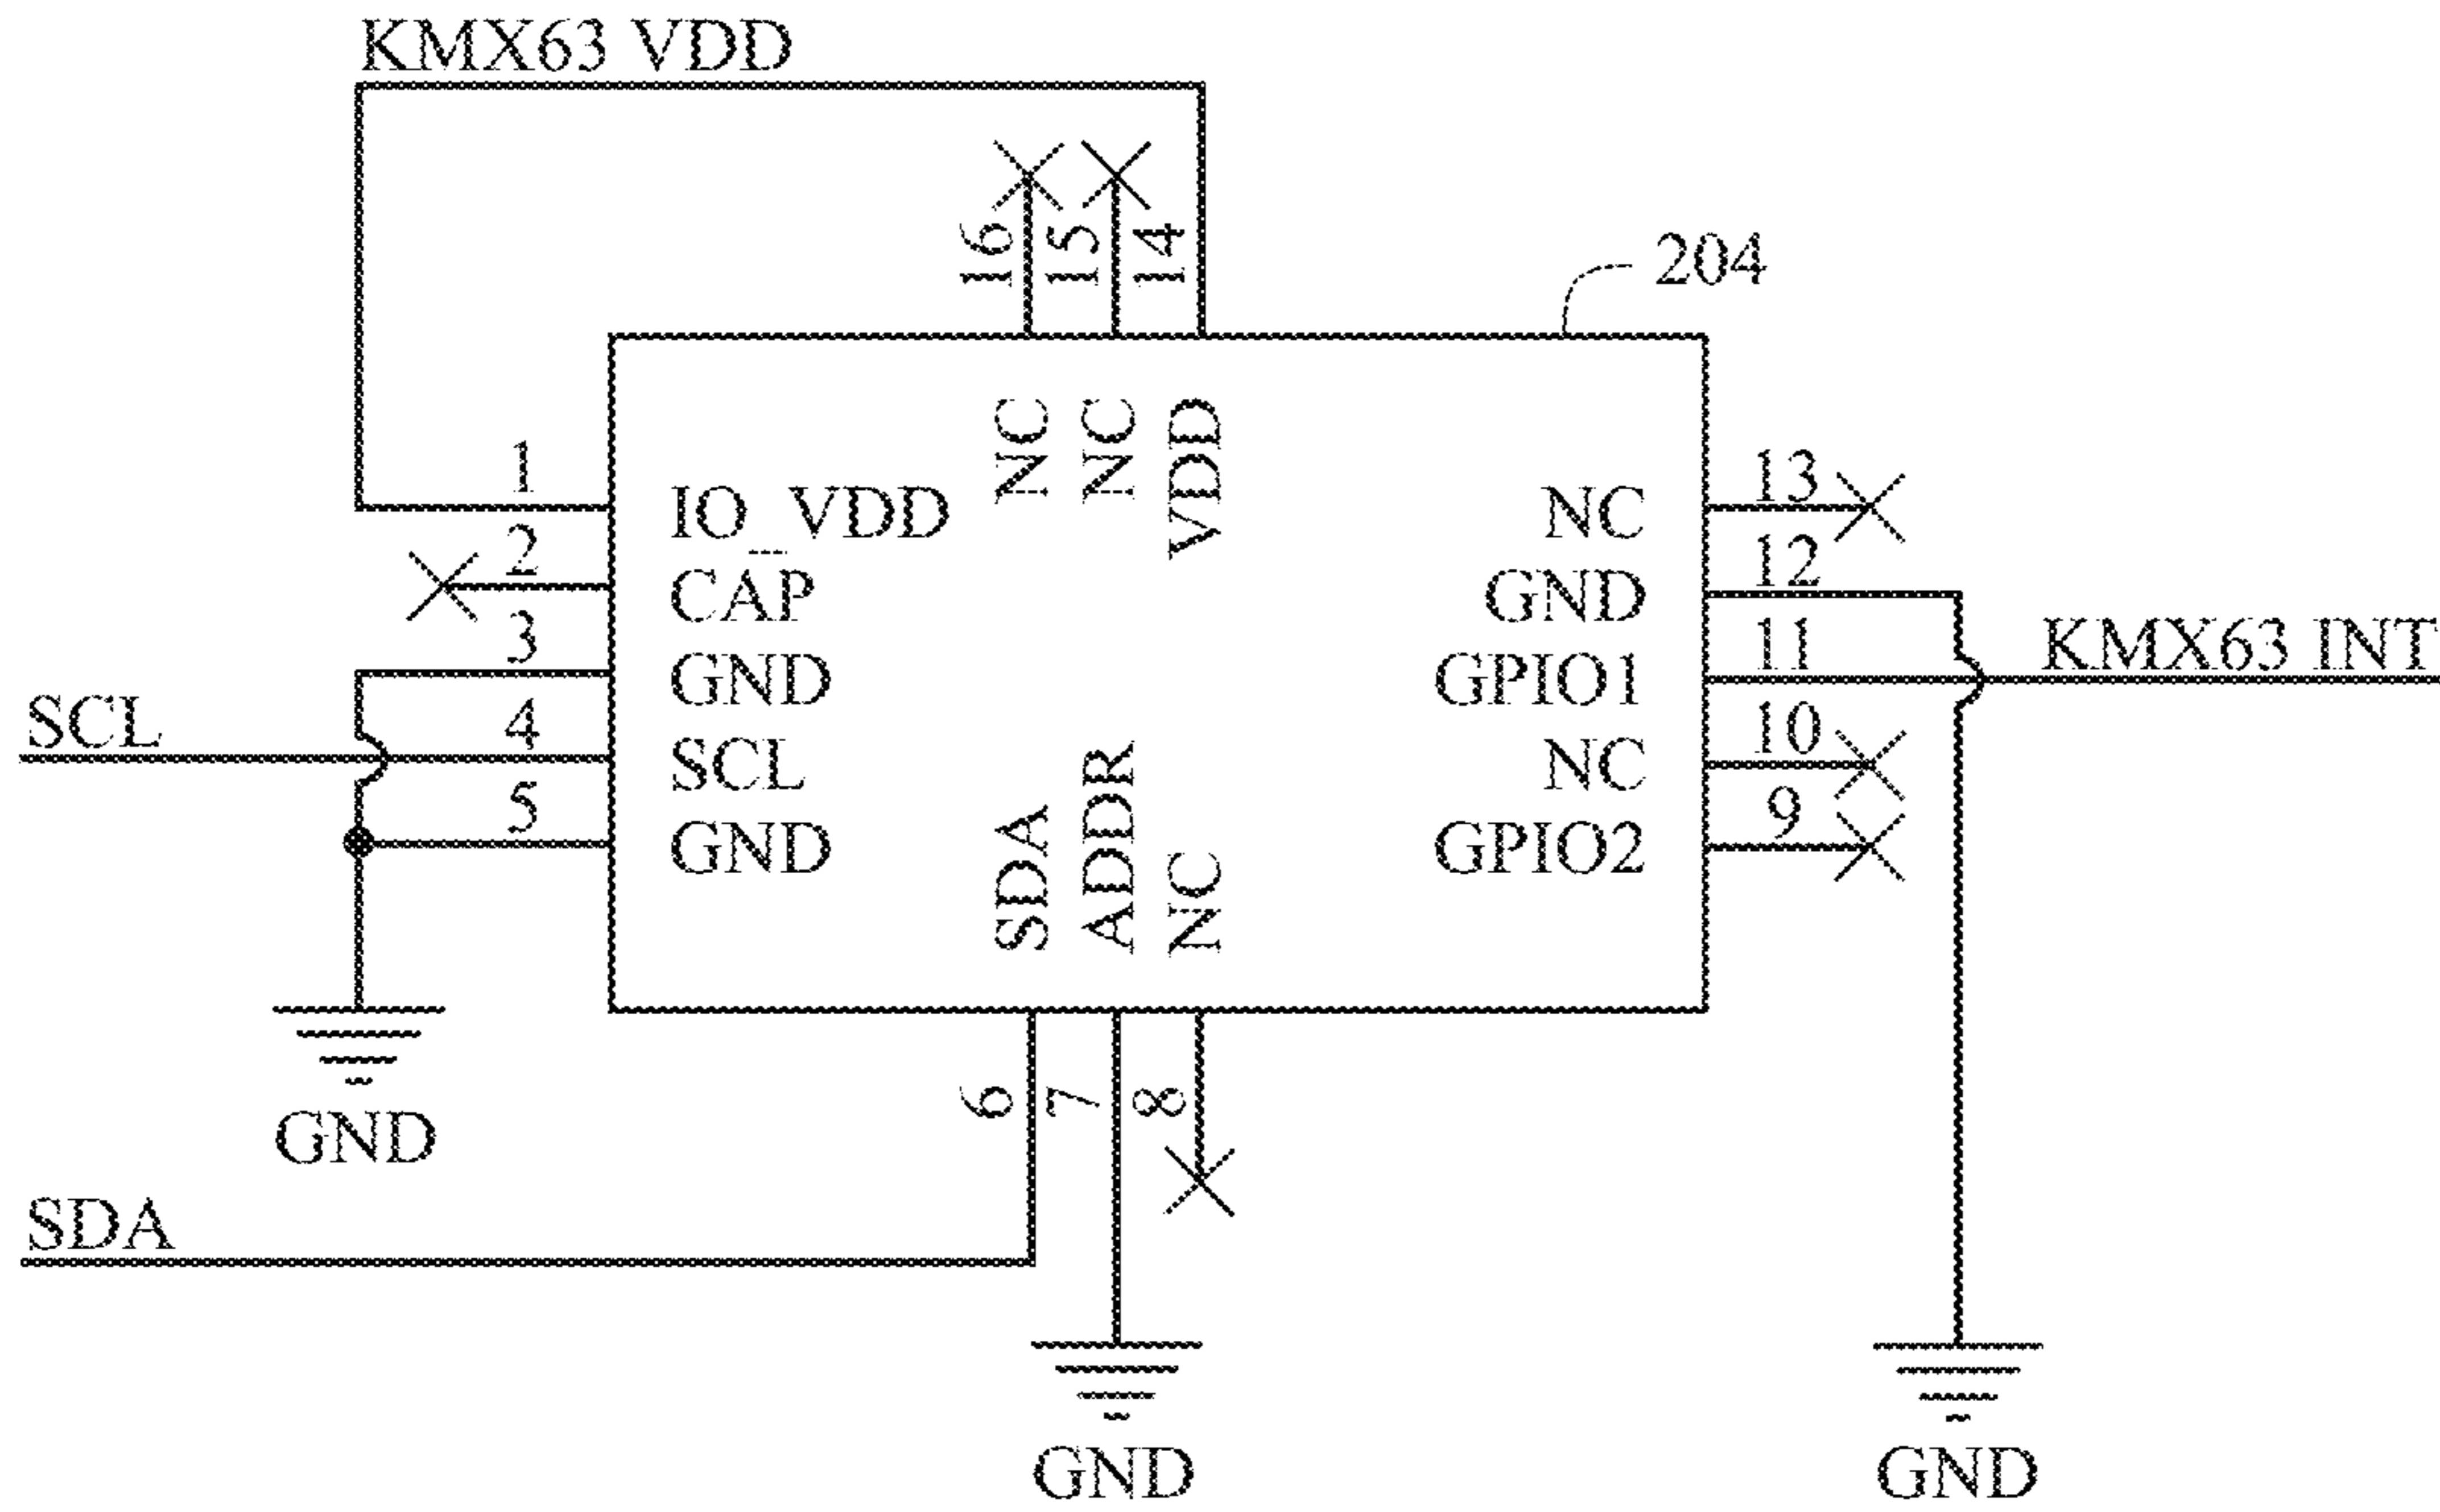 KMX63 VDD
16
15
14
204
NC
NC
VDD
1
IO_VDD
2
CAP
3
GND
SCL
4
SCL
5
GND
NC
13
GND
12
GPIO1
11
KMX63 INT
NC
10
GPIO2
9
SDA
ADDR
NC
6
7
8
GND
SDA
GND
GND